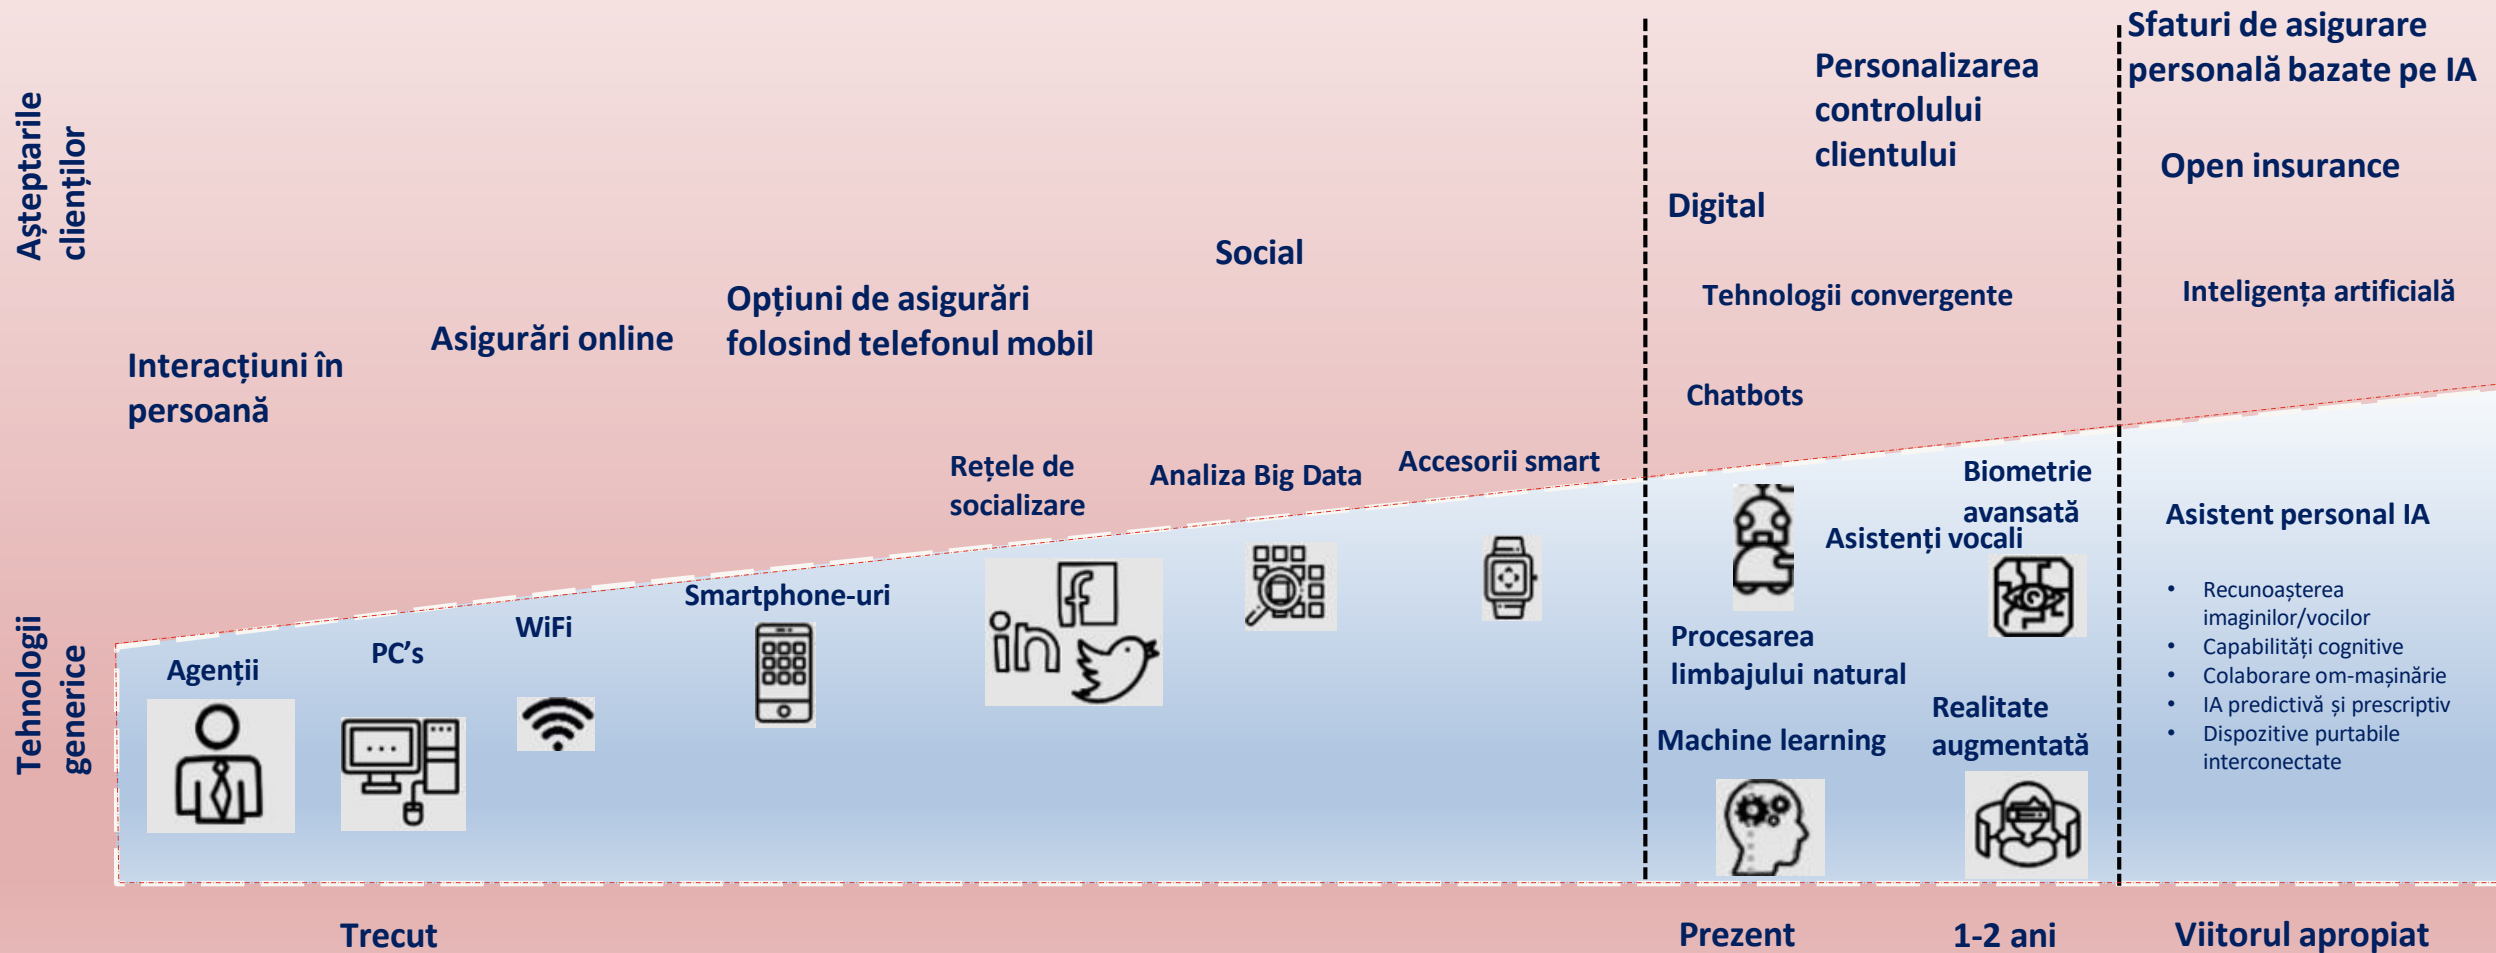 Așteptările
clienților
Interacțiuni în
persoană
Asigurări online
Opțiuni de asigurări
folosind telefonul mobil
Social
Digital
Personalizarea
controlului
clientului
Tehnologii convergente
Chatbots
Sfaturi de asigurare
personală bazate pe IA
Open insurance
Inteligența artificială
Tehnologii
generice
Agenții
PC’s
WiFi
Smartphone-uri
Rețele de
socializare
in
f
Analiza Big Data
Accesorii smart
Biometrie
avansată
Asistenți vocali
Procesarea
limbajului natural
Machine learning
Realitate
augmentată
Asistent personal IA
• Recunoașterea
imaginilor/vocilor
• Capabilități cognitive
• Colaborare om-mașinărie
• IA predictivă și prescriptiv
• Dispozitive purtabile
interconectate
Trecut
Prezent
1-2 ani
Viitorul apropiat